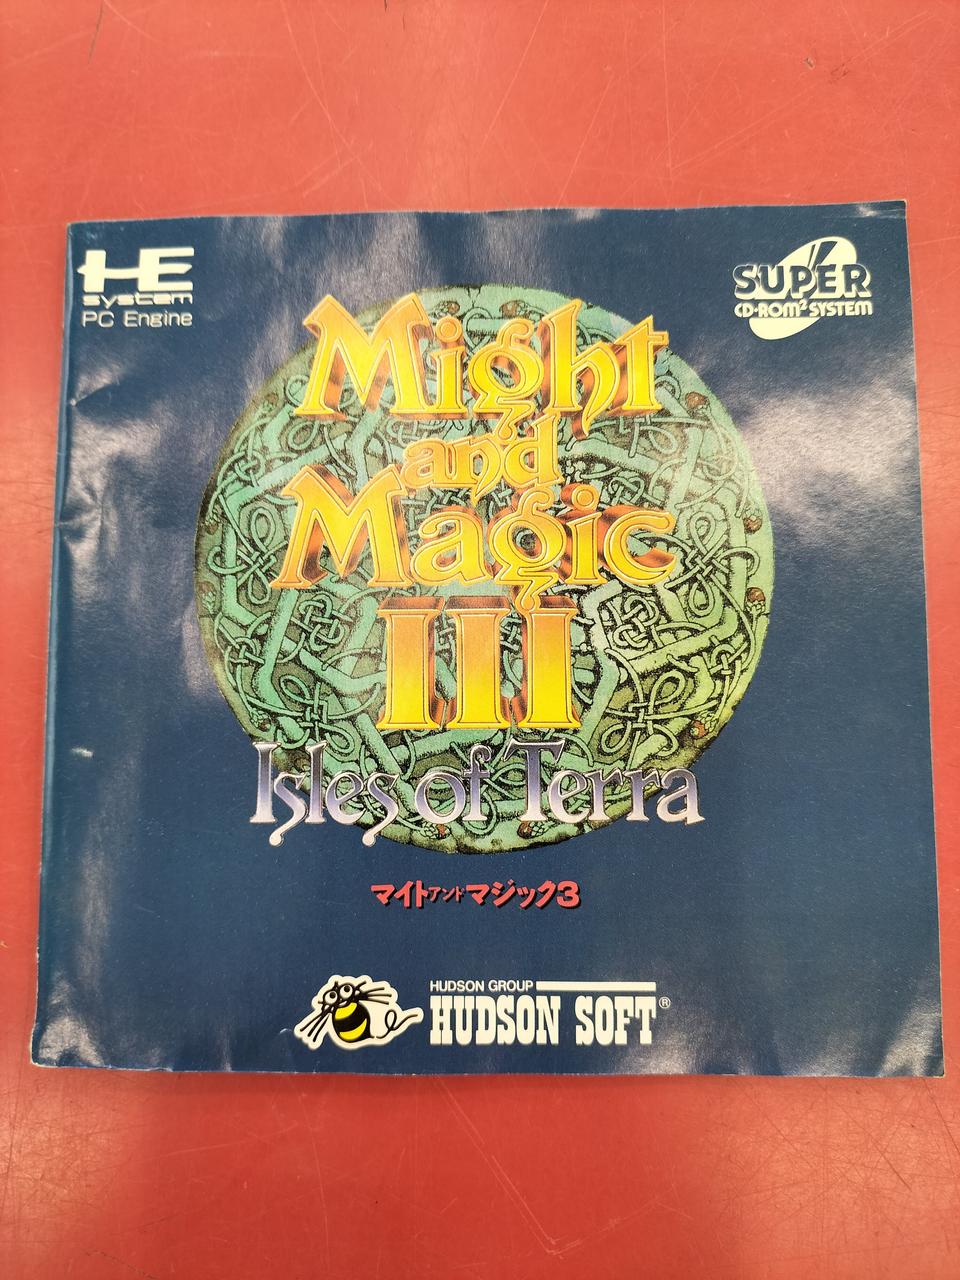 HE
system
PC Engine
SUPER
CD-ROM² SYSTEM
Might
and
Magic
III
Isles of Terra
マイトアンドマジック3
HUDSON GROUP
HUDSON SOFT®